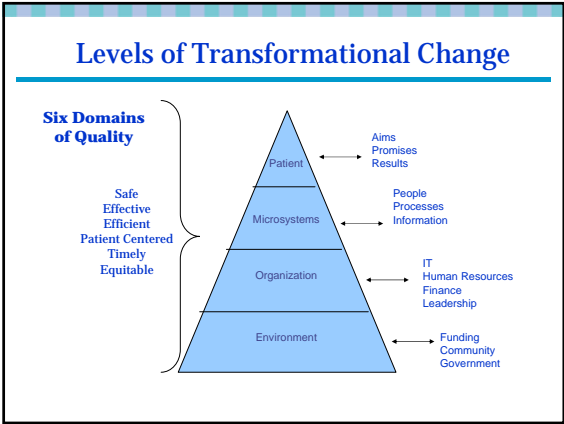 Levels of Transformational Change
Six Domains
of Quality
Safe
Effective
Efficient
Patient Centered
Timely
Equitable
Patient
Aims
Promises
Results
Microsystems
People
Processes
Information
Organization
IT
Human Resources
Finance
Leadership
Environment
Funding
Community
Government